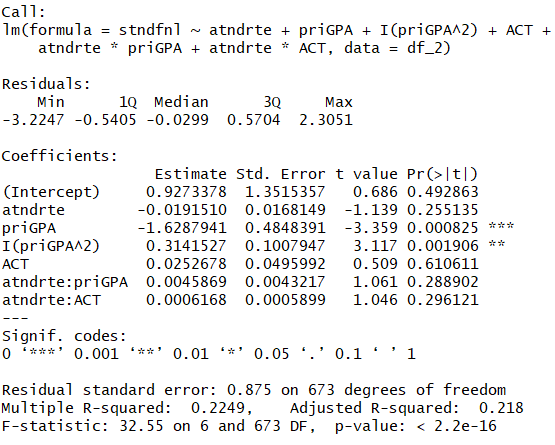 Call:
lm(formula = stndfnl ~ atndrte + priGPA + I(priGPA^2) + ACT +
    atndrte * priGPA + atndrte * ACT, data = df_2)

Residuals:
    Min      1Q  Median      3Q     Max
-3.2247 -0.5405 -0.0299  0.5704  2.3051

Coefficients:
                 Estimate Std. Error t value Pr(>|t|)
(Intercept)     0.9273378  1.3515357   0.686 0.492863
atndrte        -0.0191510  0.0168149  -1.139 0.255135
priGPA         -1.6287941  0.4848391  -3.359 0.000825 ***
I(priGPA^2)     0.3141527  0.1007947   3.117 0.001906 **
ACT             0.0252678  0.0495992   0.509 0.610611
atndrte:priGPA  0.0045869  0.0043217   1.061 0.288902
atndrte:ACT     0.0006168  0.0005899   1.046 0.296121
---
Signif. codes:
0 ‘***’ 0.001 ‘**’ 0.01 ‘*’ 0.05 ‘.’ 0.1 ‘ ’ 1

Residual standard error: 0.875 on 673 degrees of freedom
Multiple R-squared:  0.2249,    Adjusted R-squared:  0.218
F-statistic: 32.55 on 6 and 673 DF,  p-value: < 2.2e-16